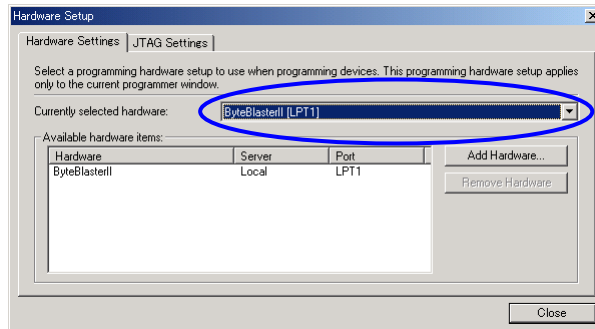 Hardware Setup
Hardware Settings JTAG Settings
Select a programming hardware setup to use when programming devices. This programming hardware setup applies
only to the current programmer window.
Currently selected hardware: ByteBlasterII [LPT1]
Available hardware items:
Hardware Server Port
ByteBlasterII Local LPT1
Add Hardware...
Remove Hardware
Close